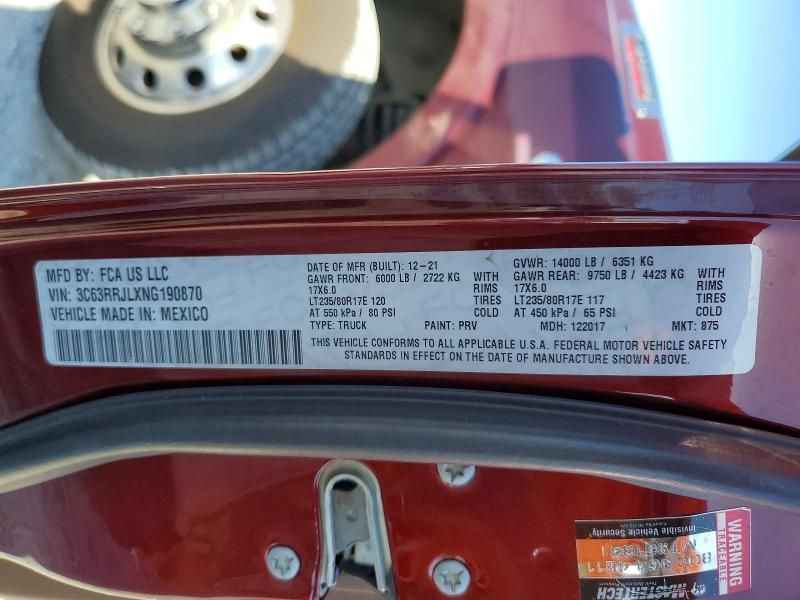 MFD BY: FCA US LLC
VIN: 3C63RRJLXNG190870
VEHICLE MADE IN: MEXICO
DATE OF MFR (BUILT): 12-21
GAWR FRONT: 6000 LB / 2722 KG WITH
17X6.0 RIMS
LT235/80R17E 120 TIRES
AT 550 kPa / 80 PSI COLD
TYPE: TRUCK PAINT: PRV
GVWR: 14000 LB / 6351 KG
GAWR REAR: 9750 LB / 4423 KG WITH
17X6.0 RIMS
LT235/80R17E 117 TIRES
AT 450 kPa / 65 PSI COLD
MDH: 122017 MKT: 875
THIS VEHICLE CONFORMS TO ALL APPLICABLE U.S.A. FEDERAL MOTOR VEHICLE SAFETY
STANDARDS IN EFFECT ON THE DATE OF MANUFACTURE SHOWN ABOVE.
WARNING
TRACEABLE
Invisible Vehicle
Security
MASTERTECH